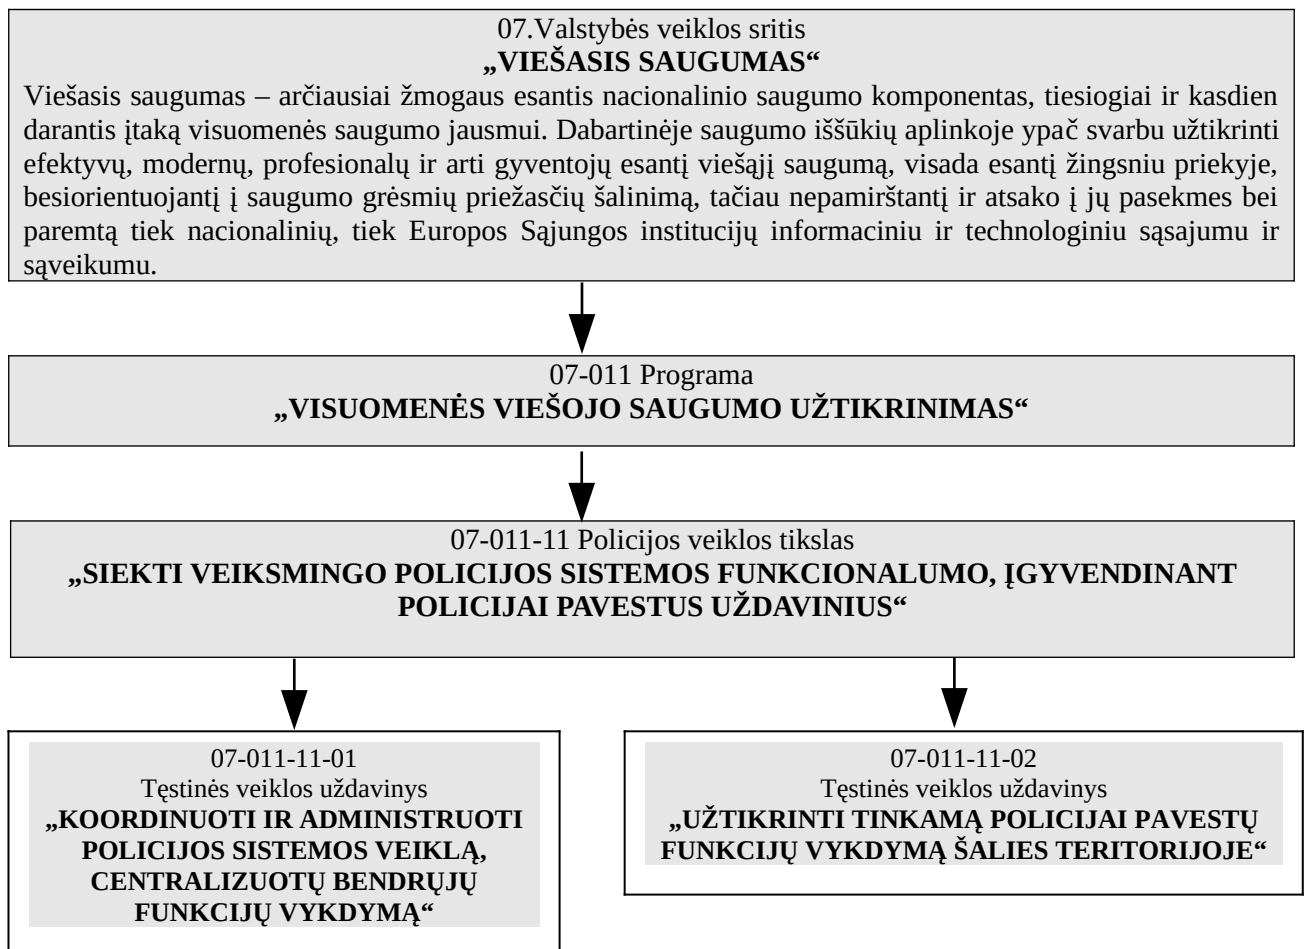 07.Valstybės veiklos sritis
„VIEŠASIS SAUGUMAS“
Viešasis saugumas – arčiausiai žmogaus esantis nacionalinio saugumo komponentas, tiesiogiai ir kasdien
darantis įtaką visuomenės saugumo jausmui. Dabartinėje saugumo iššūkių aplinkoje ypač svarbu užtikrinti
efektyvų, modernų, profesionalų ir arti gyventojų esantį viešąjį saugumą, visada esantį žingsniu priekyje,
besiorientuojantį į saugumo grėsmių priežasčių šalinimą, tačiau nepamirštantį ir atsako į jų pasekmes bei
paremtą tiek nacionalinių, tiek Europos Sąjungos institucijų informaciniu ir technologiniu sąsajumu ir
sąveikumu.
07-011 Programa
„VISUOMENĖS VIEŠOJO SAUGUMO UŽTIKRINIMAS“
07-011-11 Policijos veiklos tikslas
„SIEKTI VEIKSMINGO POLICIJOS SISTEMOS FUNKCIONALUMO, ĮGYVENDINANT
POLICIJAI PAVESTUS UŽDAVINIUS“
07-011-11-01
Tęstinės veiklos uždavinys
„KOORDINUOTI IR ADMINISTRUOTI
POLICIJOS SISTEMOS VEIKLĄ,
CENTRALIZUOTŲ BENDRŲJŲ
FUNKCIJŲ VYKDYMĄ“
07-011-11-02
Tęstinės veiklos uždavinys
„UŽTIKRINTI TINKAMĄ POLICIJAI PAVESTŲ
FUNKCIJŲ VYKDYMĄ ŠALIES TERITORIJOJE“